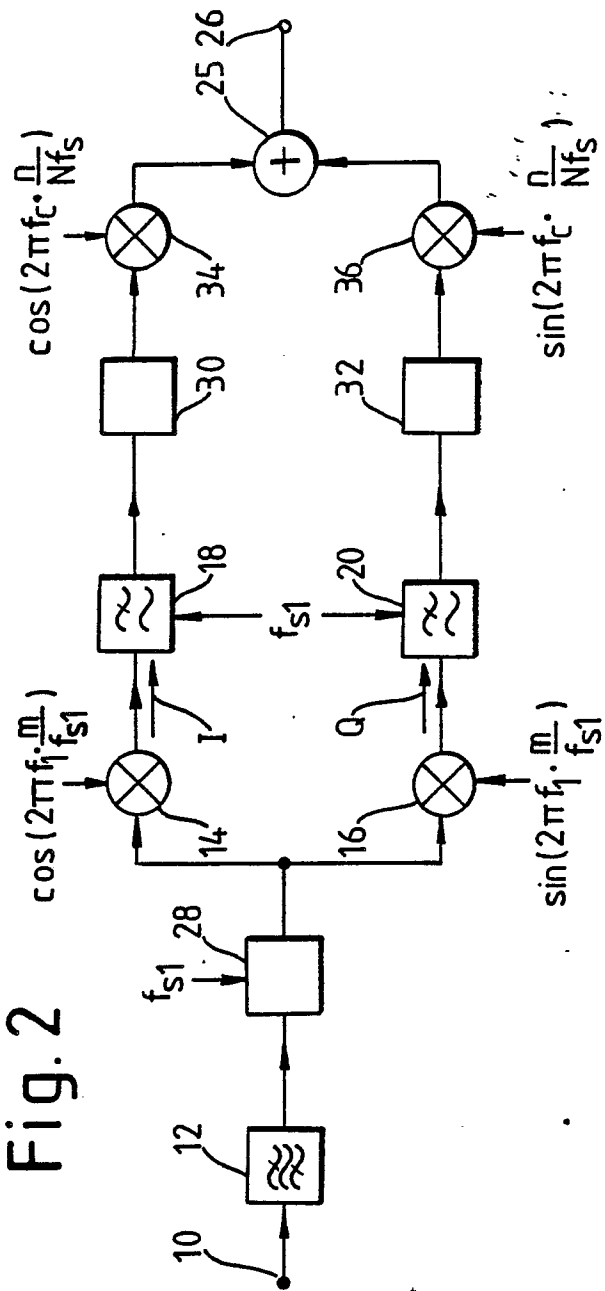 Fig. 2
10
12
28
f_s1
cos(2πf_1·m/f_s1)
14
I
18
30
cos(2πf_c·n/Nf_s)
34
25
26
+
f_s1
sin(2πf_1·m/f_s1)
16
Q
20
32
36
sin(2πf_c·n/Nf_s)